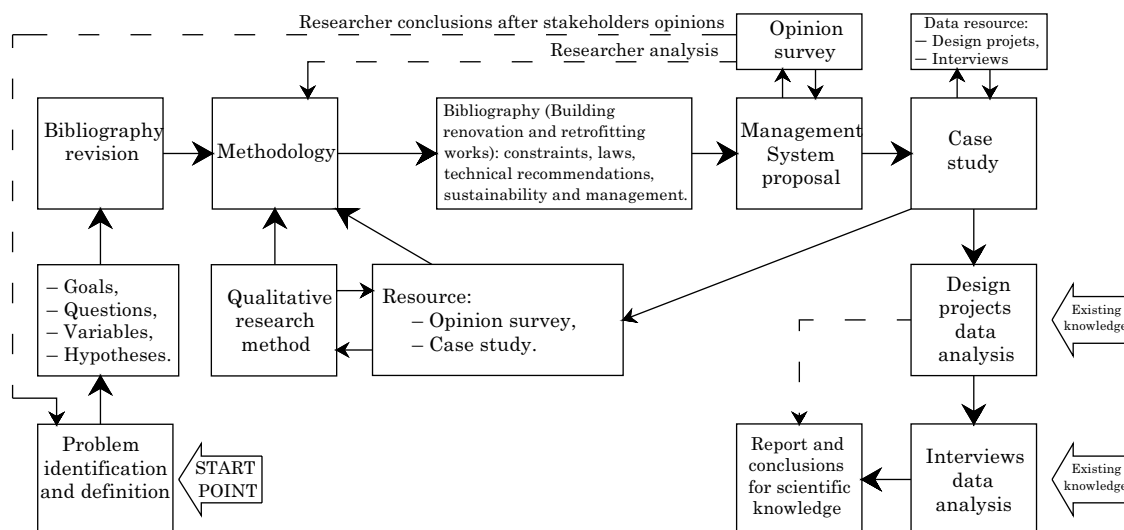 Researcher conclusions after stakeholders opinions
Researcher analysis
Opinion
survey
Data resource:
– Design projets,
– Interviews
Bibliography
revision
Methodology
Bibliography (Building
renovation and retrofitting
works): constraints, laws,
technical recommendations,
sustainability and management.
Management
System
proposal
Case
study
– Goals,
– Questions,
– Variables,
– Hypotheses.
Qualitative
research
method
Resource:
– Opinion survey,
– Case study.
Design
projects
data
analysis
Existing
knowledge
Problem
identification
and definition
START
POINT
Report and
conclusions
for scientific
knowledge
Interviews
data
analysis
Existing
knowledge